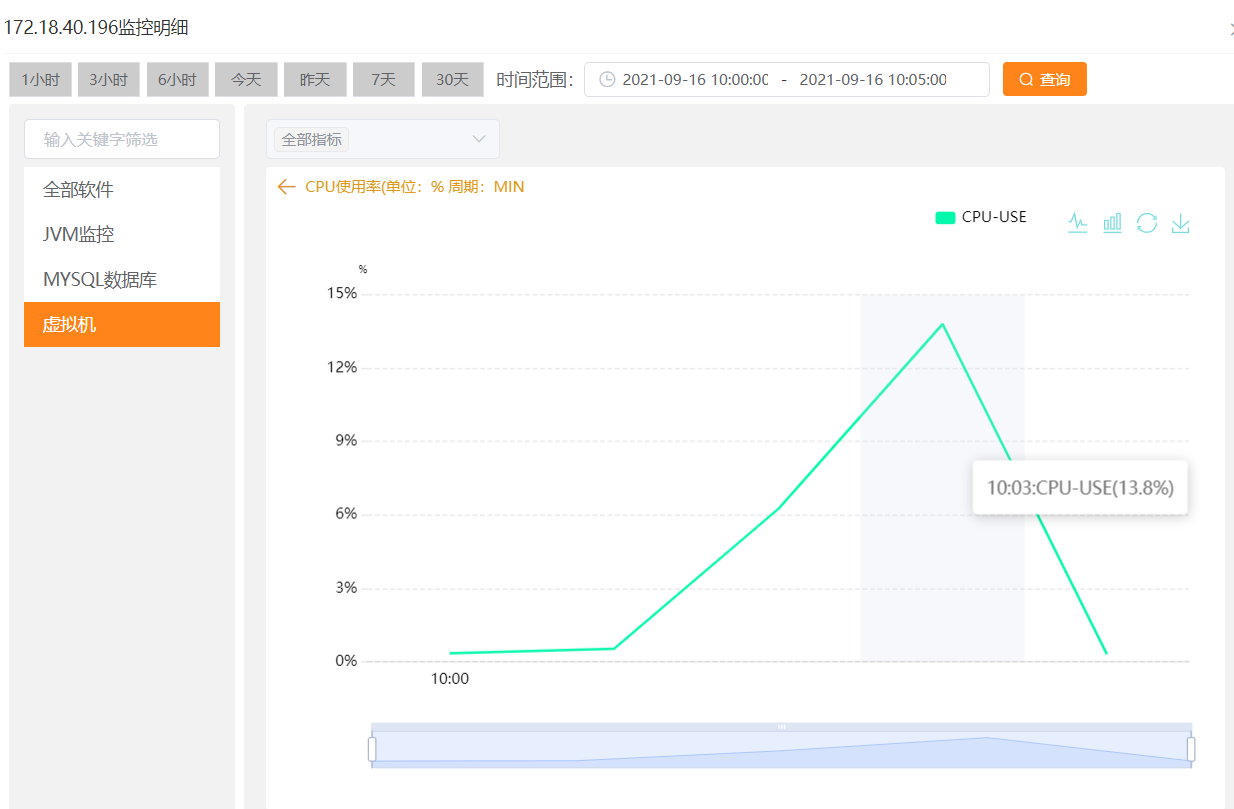 172.18.40.196监控明细
1小时 3小时 6小时 今天 昨天 7天 30天 时间范围： 2021-09-16 10:00:00 - 2021-09-16 10:05:00 查询
输入关键字筛选
全部软件
JVM监控
MYSQL数据库
虚拟机
全部指标
CPU使用率(单位：% 周期：MIN
CPU-USE
%
15%
12%
9%
10:03:CPU-USE(13.8%)
6%
3%
0%
10:00